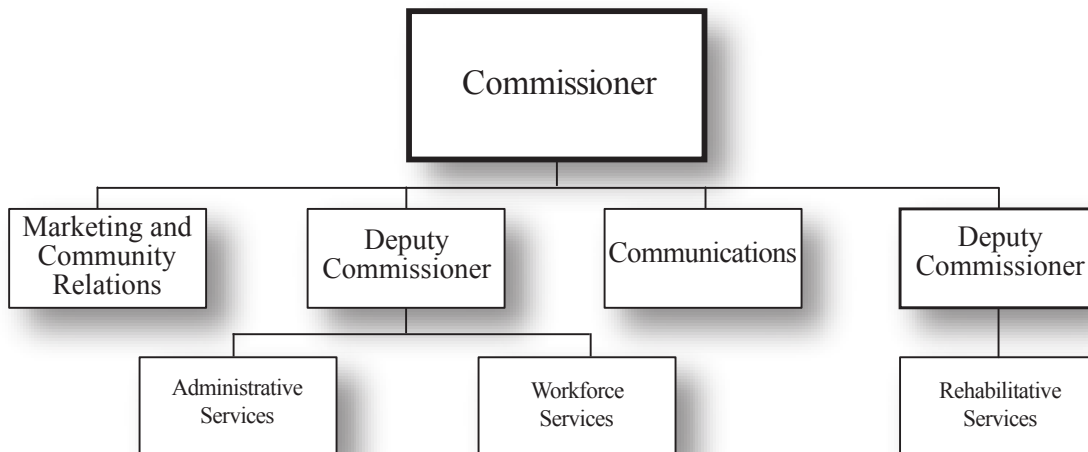 Commissioner
Marketing and
Community
Relations
Deputy
Commissioner
Communications
Deputy
Commissioner
Administrative
Services
Workforce
Services
Rehabilitative
Services